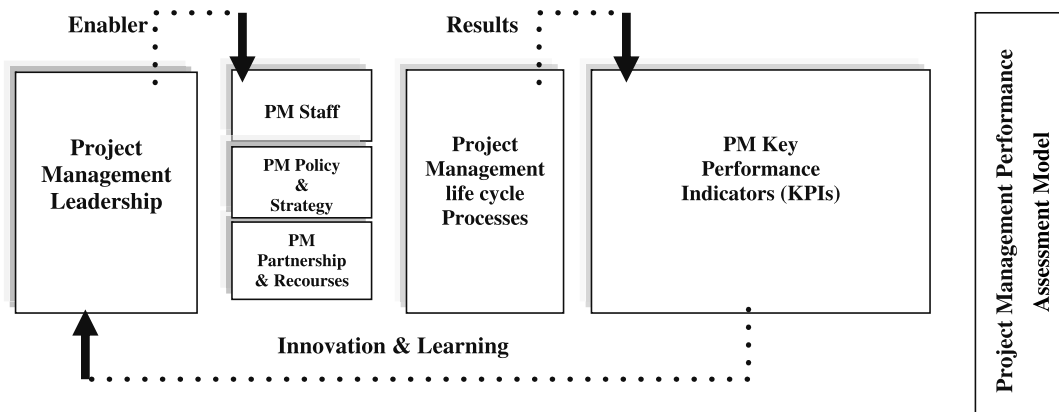 Enabler
Results
Project
Management
Leadership
PM Staff
PM Policy
&
Strategy
PM
Partnership
& Recourses
Project
Management
life cycle
Processes
PM Key
Performance
Indicators (KPIs)
Innovation & Learning
Project Management Performance
Assessment Model